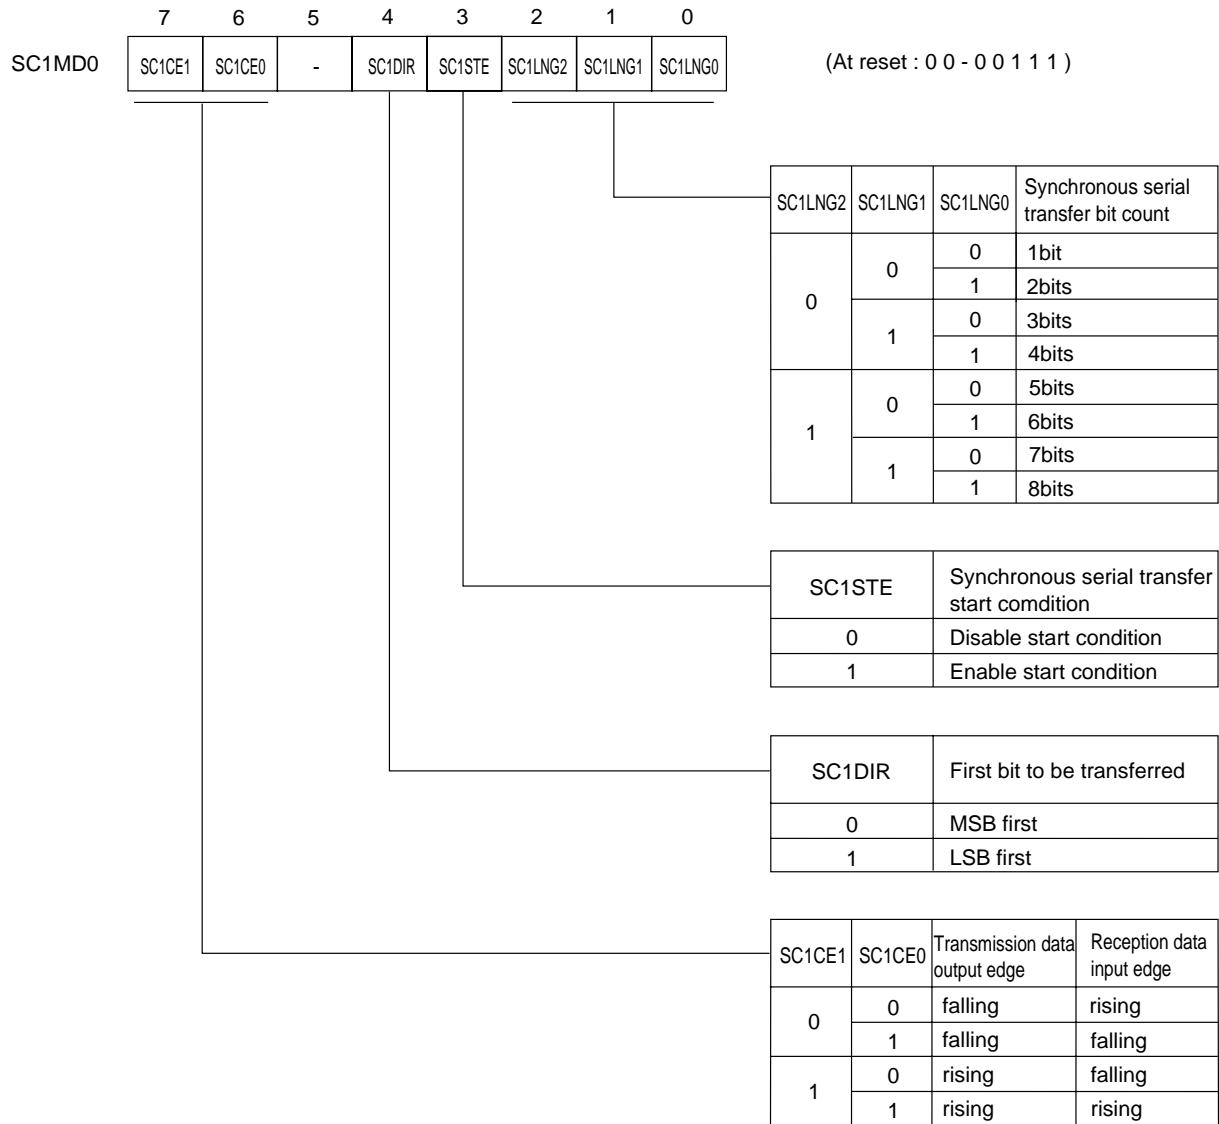 7 6 5 4 3 2 1 0
SC1MD0 SC1CE1 SC1CE0 - SC1DIR SC1STE SC1LNG2 SC1LNG1 SC1LNG0 (At reset : 0 0 - 0 0 1 1 1 )
SC1LNG2 SC1LNG1 SC1LNG0 Synchronous serial
transfer bit count
0 0 0 1bit
1 2bits
1 0 3bits
1 4bits
1 0 0 5bits
1 6bits
1 0 7bits
1 8bits
SC1STE Synchronous serial transfer
start comdition
0 Disable start condition
1 Enable start condition
SC1DIR First bit to be transferred
0 MSB first
1 LSB first
SC1CE1 SC1CE0 Transmission data Reception data
output edge input edge
0 0 falling rising
1 falling falling
1 0 rising falling
1 rising rising